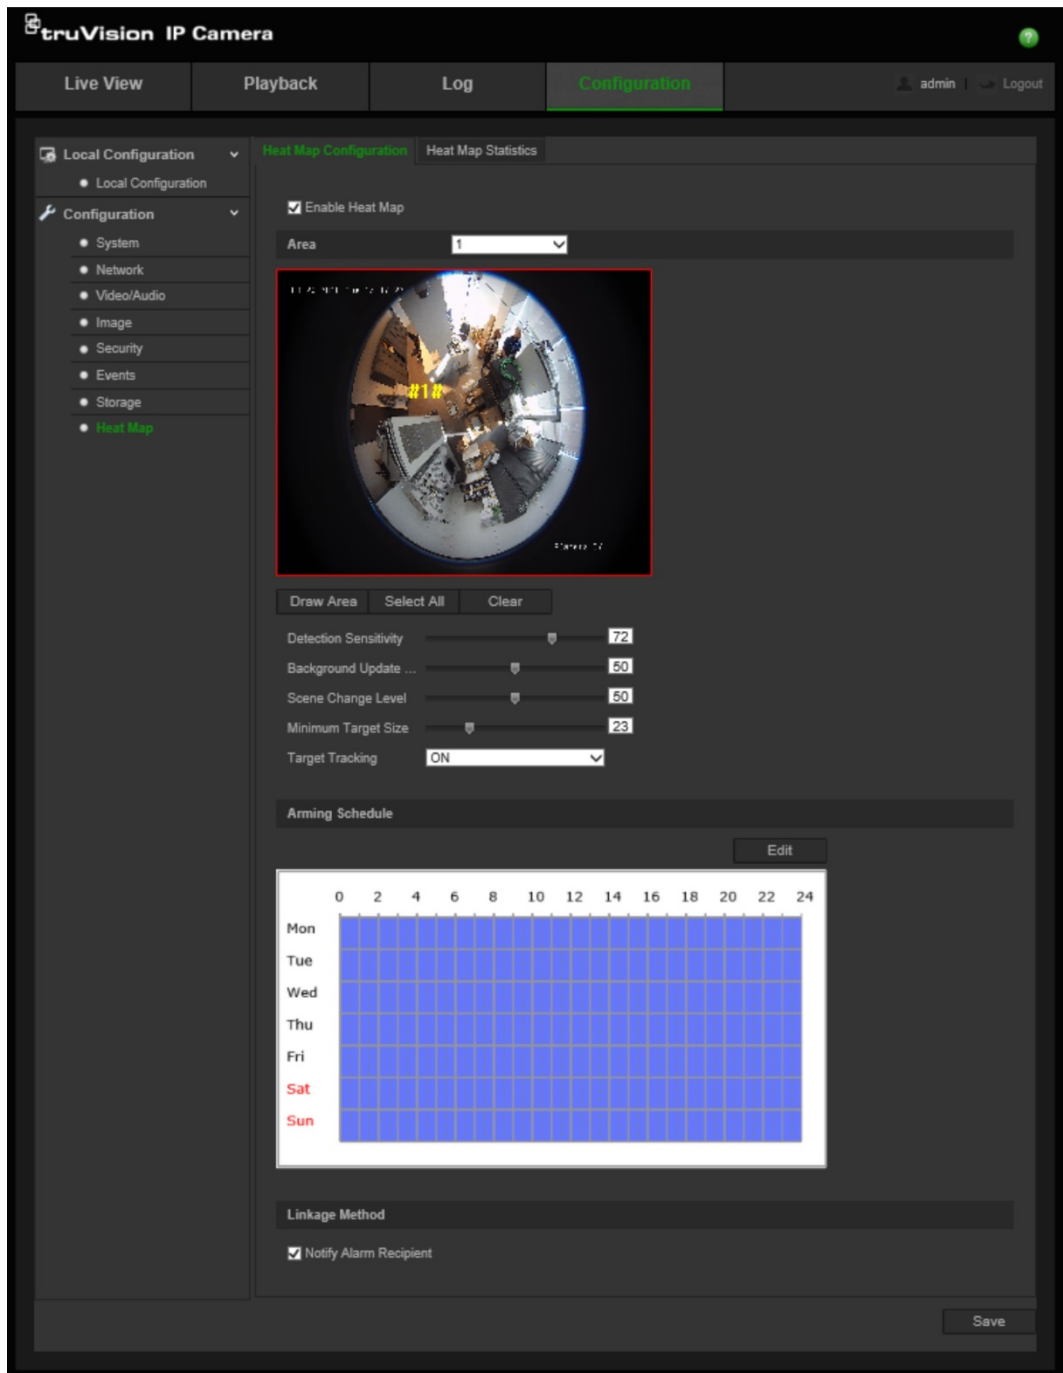 truVision IP Camera
?
Live View Playback Log Configuration admin | Logout
Local Configuration
Local Configuration
Configuration
System
Network
Video/Audio
Image
Security
Events
Storage
Heat Map
Heat Map Configuration Heat Map Statistics
Enable Heat Map
Area 1
#1#
Draw Area Select All Clear
Detection Sensitivity 72
Background Update ... 50
Scene Change Level 50
Minimum Target Size 23
Target Tracking ON
Arming Schedule
Edit
0 2 4 6 8 10 12 14 16 18 20 22 24
Mon
Tue
Wed
Thu
Fri
Sat
Sun
Linkage Method
Notify Alarm Recipient
Save